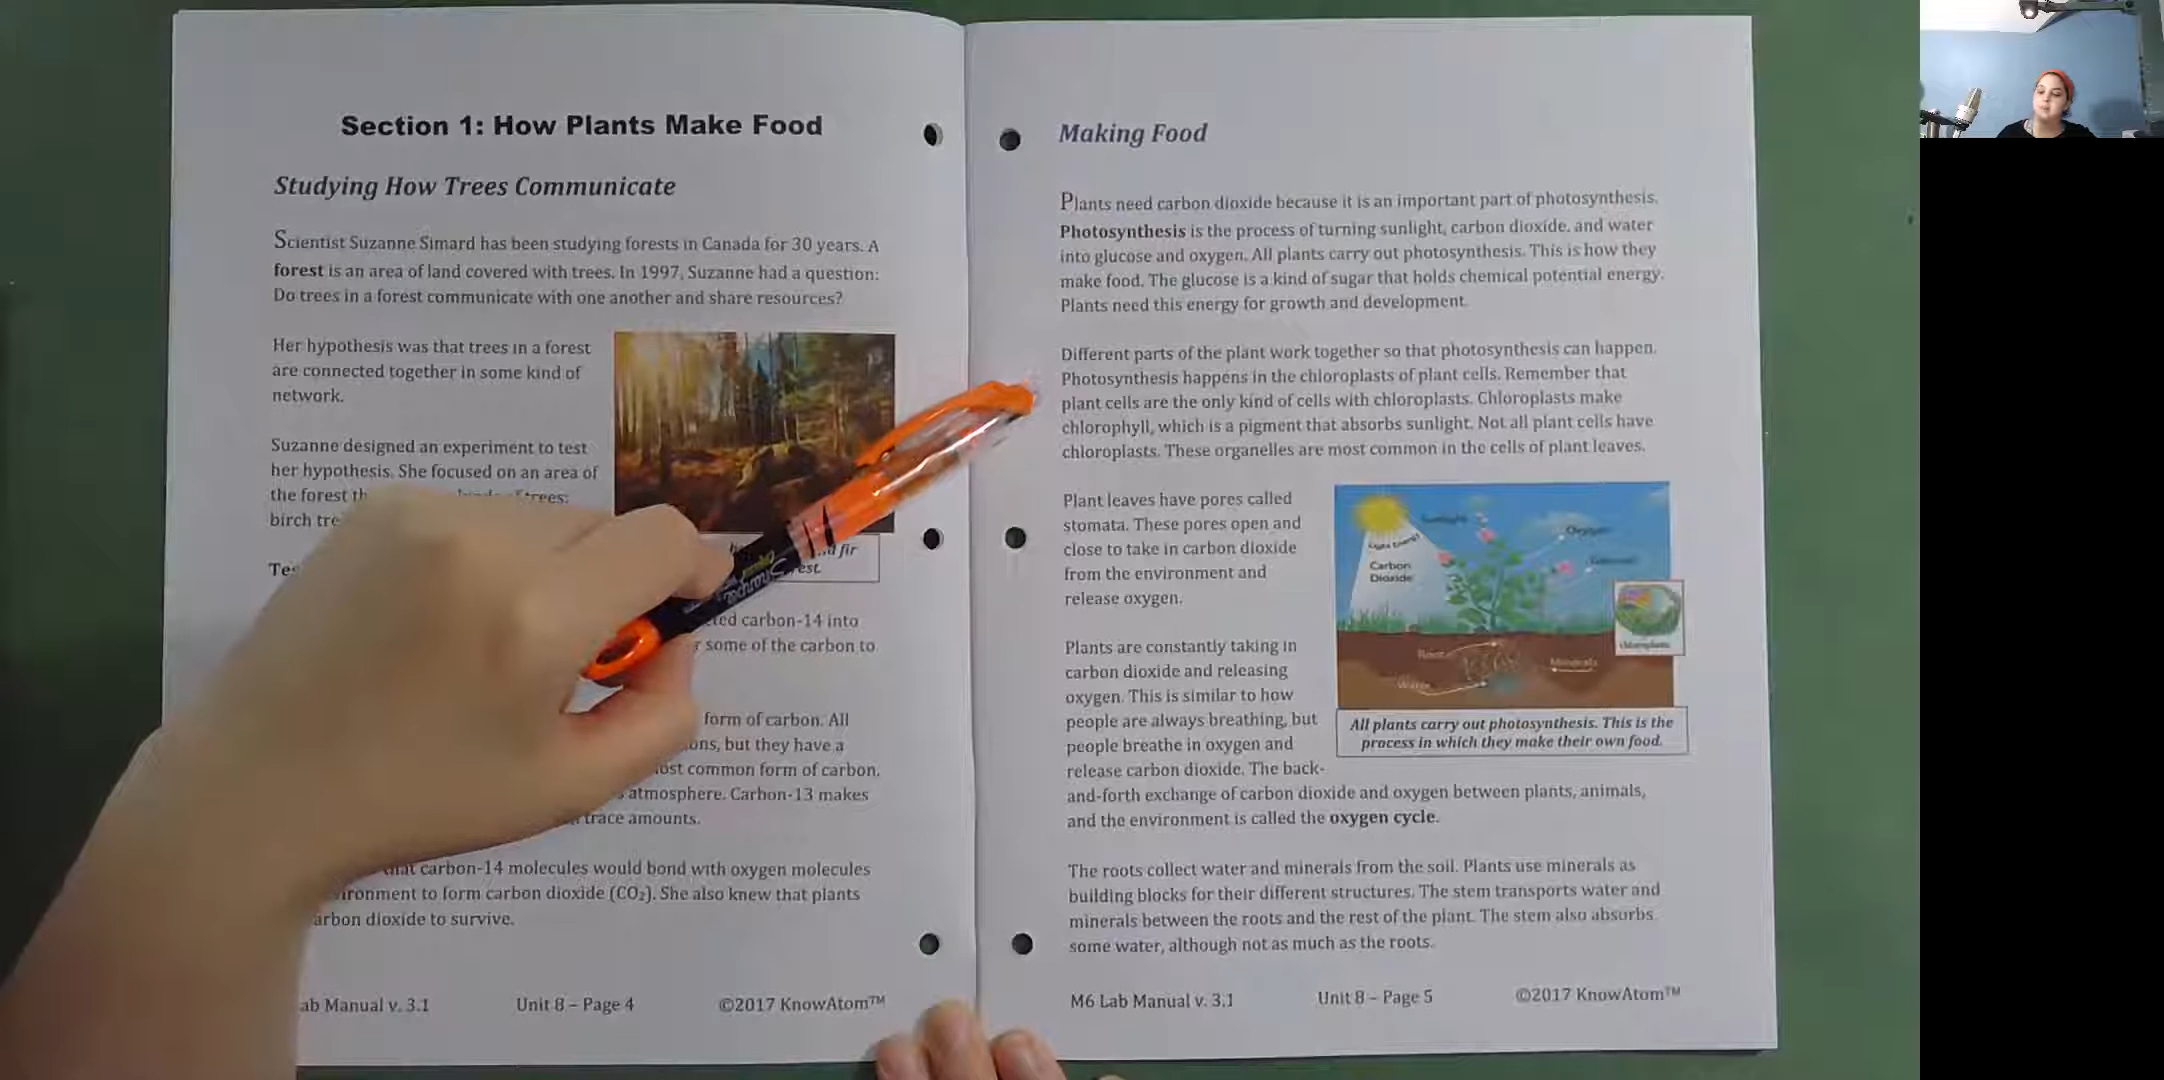 Section 1: How Plants Make Food
Studying How Trees Communicate
Scientist Suzanne Simard has been studying forests in Canada for 30 years. A
forest is an area of land covered with trees. In 1997, Suzanne had a question:
Do trees in a forest communicate with one another and share resources?
Her hypothesis was that trees in a forest
are connected together in some kind of
network.
Suzanne designed an experiment to test
her hypothesis. She focused on an area of
the forest trees:
birch
fir
carbon-14 into
some of the carbon to
form of carbon. All
but they have a
most common form of carbon.
atmosphere. Carbon-13 makes
trace amounts.
that carbon-14 molecules would bond with oxygen molecules
to form carbon dioxide (CO₂). She also knew that plants
dioxide to survive.
Manual v. 3.1 Unit 8 – Page 4 ©2017 KnowAtom™
Making Food
Plants need carbon dioxide because it is an important part of photosynthesis.
Photosynthesis is the process of turning sunlight, carbon dioxide, and water
into glucose and oxygen. All plants carry out photosynthesis. This is how they
make food. The glucose is a kind of sugar that holds chemical potential energy.
Plants need this energy for growth and development.
Different parts of the plant work together so that photosynthesis can happen.
Photosynthesis happens in the chloroplasts of plant cells. Remember that
plant cells are the only kind of cells with chloroplasts. Chloroplasts make
chlorophyll, which is a pigment that absorbs sunlight. Not all plant cells have
chloroplasts. These organelles are most common in the cells of plant leaves.
Plant leaves have pores called
stomata. These pores open and
close to take in carbon dioxide
from the environment and
release oxygen.
Sunlight
Oxygen
Light Energy
Carbon
Dioxide
Roots
Minerals
Water
All plants carry out photosynthesis. This is the
process in which they make their own food.
Plants are constantly taking in
carbon dioxide and releasing
oxygen. This is similar to how
people are always breathing, but
people breathe in oxygen and
release carbon dioxide. The back-
and-forth exchange of carbon dioxide and oxygen between plants, animals,
and the environment is called the oxygen cycle.
The roots collect water and minerals from the soil. Plants use minerals as
building blocks for their different structures. The stem transports water and
minerals between the roots and the rest of the plant. The stem also absorbs
some water, although not as much as the roots.
M6 Lab Manual v. 3.1 Unit 8 – Page 5 ©2017 KnowAtom™